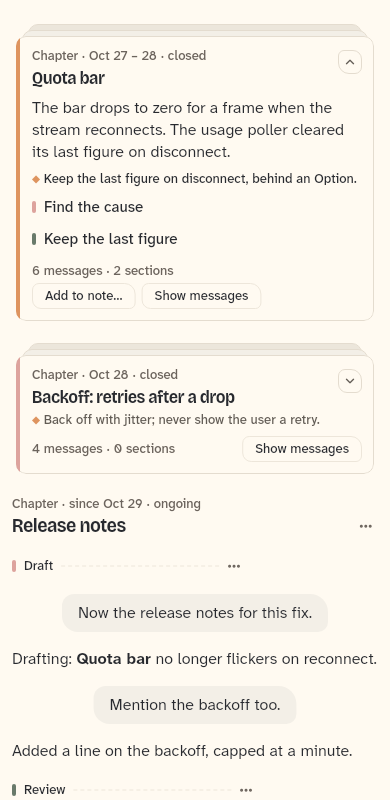 Chapter · Oct 27 – 28 · closed
Quota bar
The bar drops to zero for a frame when the
stream reconnects. The usage poller cleared
its last figure on disconnect.
Keep the last figure on disconnect, behind an Option.
Find the cause
Keep the last figure
6 messages · 2 sections
Add to note…
Show messages
Chapter · Oct 28 · closed
Backoff: retries after a drop
Back off with jitter; never show the user a retry.
4 messages · 0 sections
Show messages
Chapter · since Oct 29 · ongoing
Release notes
Draft
Now the release notes for this fix.
Drafting: Quota bar no longer flickers on reconnect.
Mention the backoff too.
Added a line on the backoff, capped at a minute.
Review